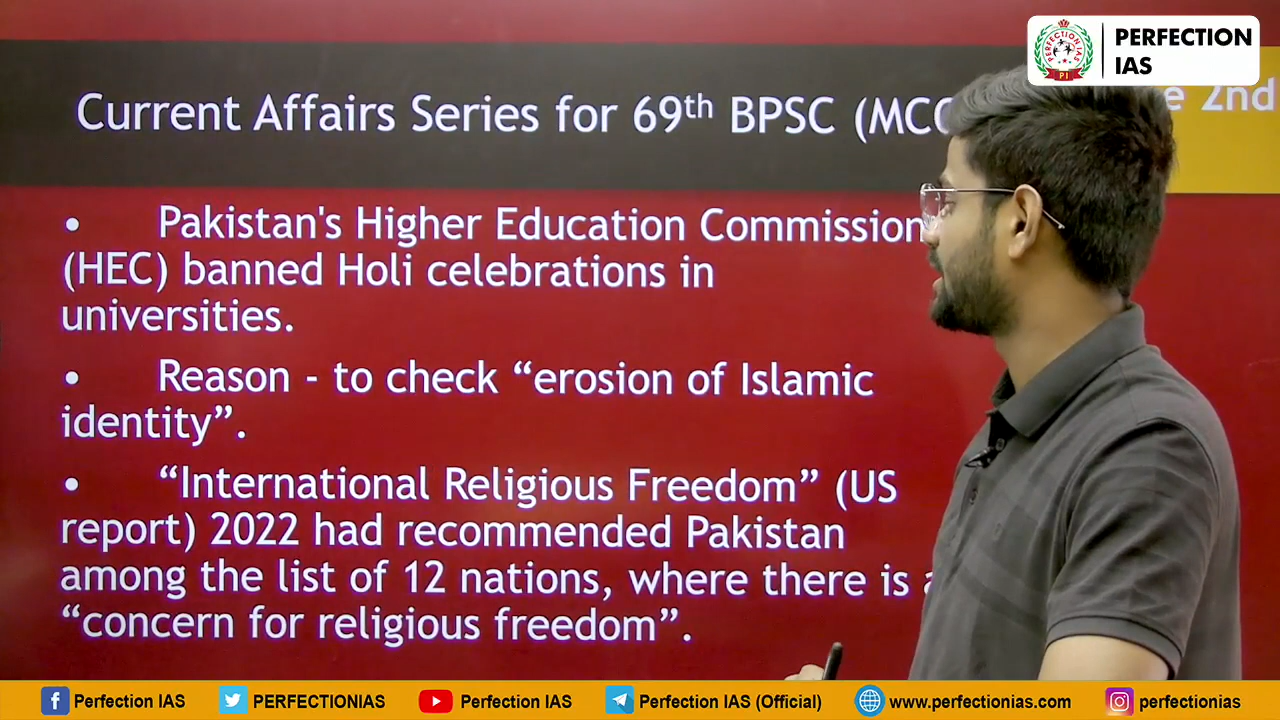 PERFECTION
IAS
Current Affairs Series for 69th BPSC (MCQ
2nd
• Pakistan's Higher Education Commission
(HEC) banned Holi celebrations in
universities.
• Reason - to check “erosion of Islamic
identity”.
• “International Religious Freedom” (US
report) 2022 had recommended Pakistan
among the list of 12 nations, where there is a
“concern for religious freedom”.
Perfection IAS PERFECTIONIAS Perfection IAS Perfection IAS (Official) www.perfectionias.com perfectionias